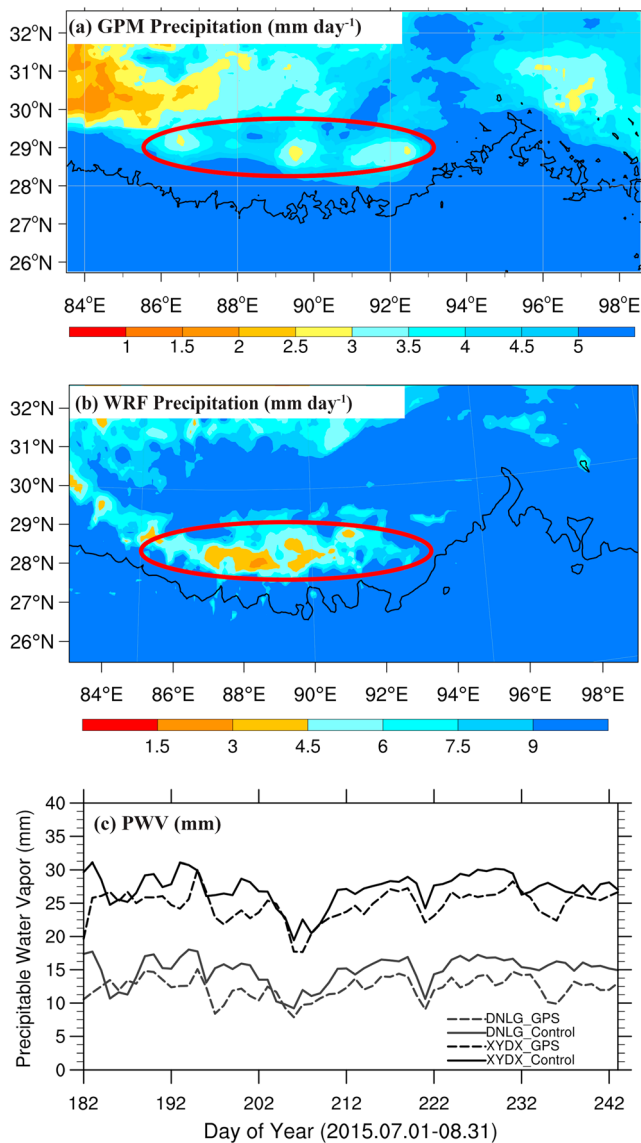 (a) GPM Precipitation (mm day⁻¹)
32°N
31°N
30°N
29°N
28°N
27°N
26°N
84°E 86°E 88°E 90°E 92°E 94°E 96°E 98°E
1 1.5 2 2.5 3 3.5 4 4.5 5
(b) WRF Precipitation (mm day⁻¹)
32°N
31°N
30°N
29°N
28°N
27°N
26°N
84°E 86°E 88°E 90°E 92°E 94°E 96°E 98°E
1.5 3 4.5 6 7.5 9
(c) PWV (mm)
Precipitable Water Vapor (mm)
40
35
30
25
20
15
10
5
0
DNLG_GPS
DNLG_Control
XYDX_GPS
XYDX_Control
182 192 202 212 222 232 242
Day of Year (2015.07.01-08.31)